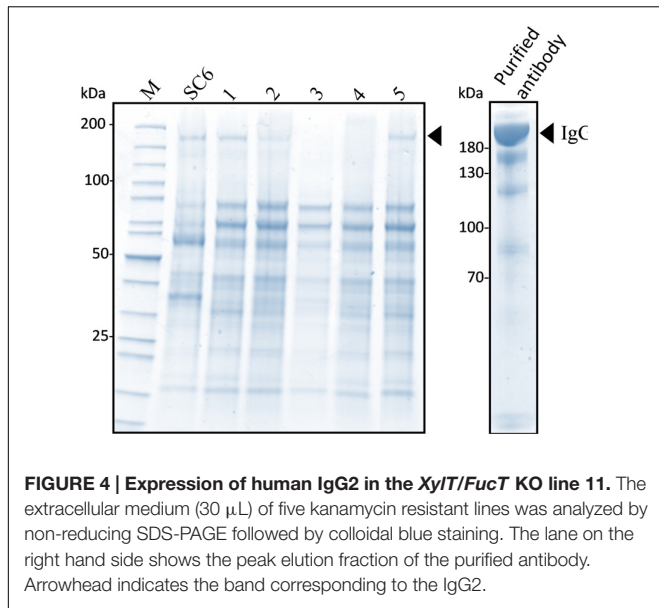 kDa
M
SC6
1
2
3
4
5
200
100
50
25
kDa
Purified
antibody
IgG
180
130
100
70
FIGURE 4 | Expression of human IgG2 in the XylT/FucT KO line 11. The
extracellular medium (30 μL) of five kanamycin resistant lines was analyzed by
non-reducing SDS-PAGE followed by colloidal blue staining. The lane on the
right hand side shows the peak elution fraction of the purified antibody.
Arrowhead indicates the band corresponding to the IgG2.